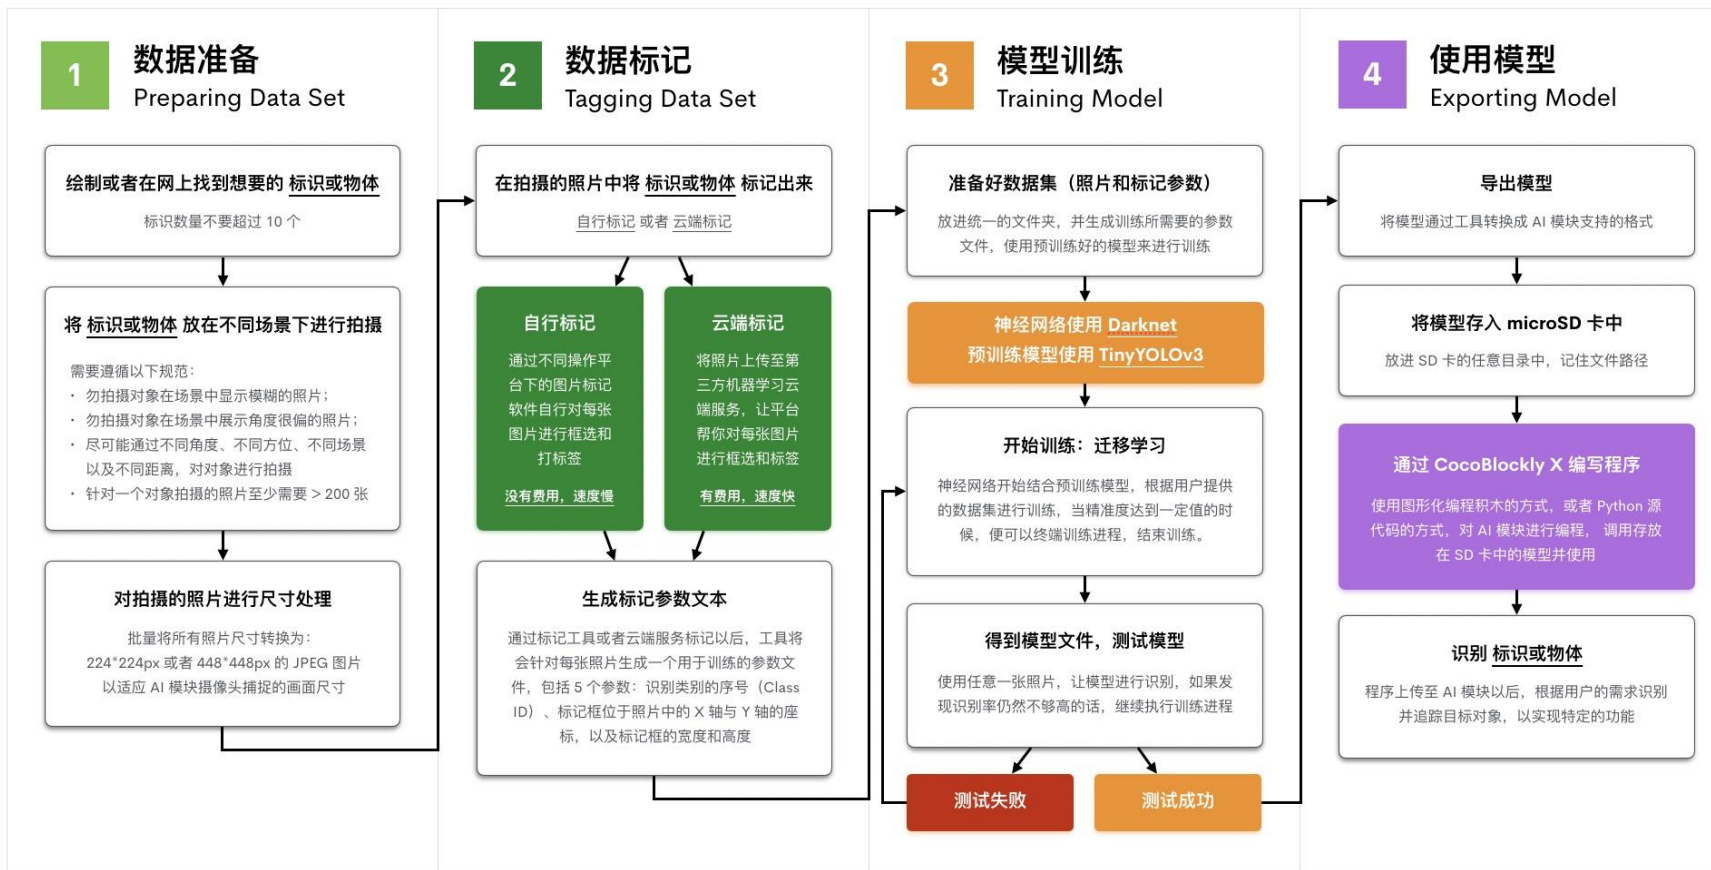 1
数据准备
Preparing Data Set
绘制或者在网上找到想要的 标识或物体
标识数量不要超过 10 个
将 标识或物体 放在不同场景下进行拍摄
需要遵循以下规范：
· 勿拍摄对象在场景中显示模糊的照片；
· 勿拍摄对象在场景中展示角度很偏的照片；
· 尽可能通过不同角度、不同方位、不同场景
以及不同距离，对对象进行拍摄
· 针对一个对象拍摄的照片至少需要 > 200 张
对拍摄的照片进行尺寸处理
批量将所有照片尺寸转换为：
224*224px 或者 448*448px 的 JPEG 图片
以适应 AI 模块摄像头捕捉的画面尺寸
2
数据标记
Tagging Data Set
在拍摄的照片中将 标识或物体 标记出来
自行标记 或者 云端标记
自行标记
通过不同操作平
台下的图片标记
软件自行对每张
图片进行框选和
打标签
没有费用，速度慢
云端标记
将照片上传至第
三方机器学习云
端服务，让平台
帮你对每张图片
进行框选和标签
有费用，速度快
生成标记参数文本
通过标记工具或者云端服务标记以后，工具将
会针对每张照片生成一个用于训练的参数文
件，包括 5 个参数：识别类别的序号（Class
ID）、标记框位于照片中的 X 轴与 Y 轴的座
标，以及标记框的宽度和高度
3
模型训练
Training Model
准备好数据集（照片和标记参数）
放进统一的文件夹，并生成训练所需要的参数
文件，使用预训练好的模型来进行训练
神经网络使用 Darknet
预训练模型使用 TinyYOLOv3
开始训练：迁移学习
神经网络开始结合预训练模型，根据用户提供
的数据集进行训练，当精准度达到一定值的时
候，便可以终端训练进程，结束训练。
得到模型文件，测试模型
使用任意一张照片，让模型进行识别，如果发
现识别率仍然不够高的话，继续执行训练进程
测试失败
测试成功
4
使用模型
Exporting Model
导出模型
将模型通过工具转换成 AI 模块支持的格式
将模型存入 microSD 卡中
放进 SD 卡的任意目录中，记住文件路径
通过 CocoBlockly X 编写程序
使用图形化编程积木的方式，或者 Python 源
代码的方式，对 AI 模块进行编程， 调用存放
在 SD 卡中的模型并使用
识别 标识或物体
程序上传至 AI 模块以后，根据用户的需求识别
并追踪目标对象，以实现特定的功能